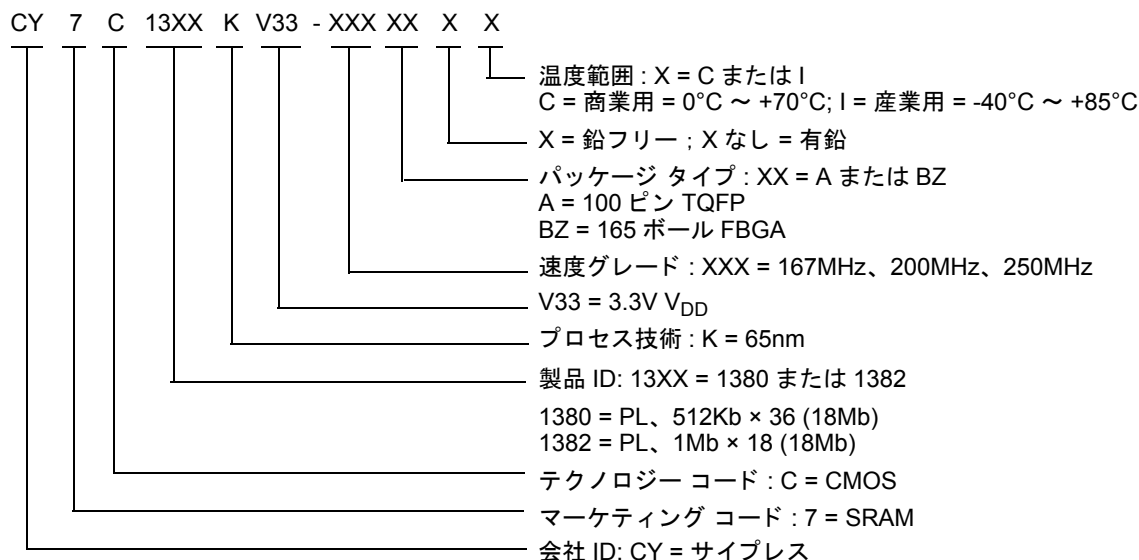 CY 7 C 13XX K V33 - XXX XX X X
温度範囲 : X = C または I
C = 商業用 = 0°C ～ +70°C; I = 産業用 = -40°C ～ +85°C
X = 鉛フリー ; X なし = 有鉛
パッケージ タイプ : XX = A または BZ
A = 100 ピン TQFP
BZ = 165 ボール FBGA
速度グレード : XXX = 167MHz、200MHz、250MHz
V33 = 3.3V VDD
プロセス技術 : K = 65nm
製品 ID: 13XX = 1380 または 1382
1380 = PL、512Kb × 36 (18Mb)
1382 = PL、1Mb × 18 (18Mb)
テクノロジー コード : C = CMOS
マーケティング コード : 7 = SRAM
会社 ID: CY = サイプレス